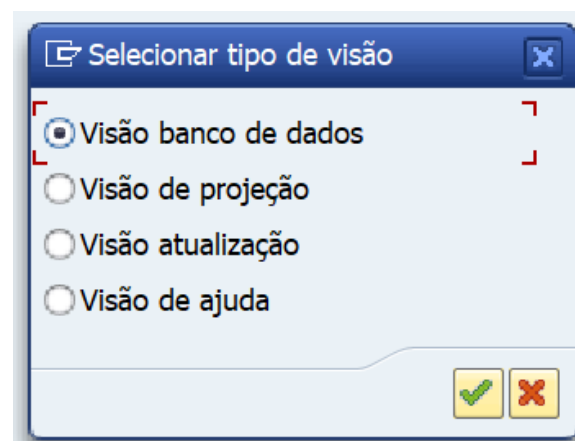 Selecionar tipo de visão
Visão banco de dados
Visão de projeção
Visão atualização
Visão de ajuda